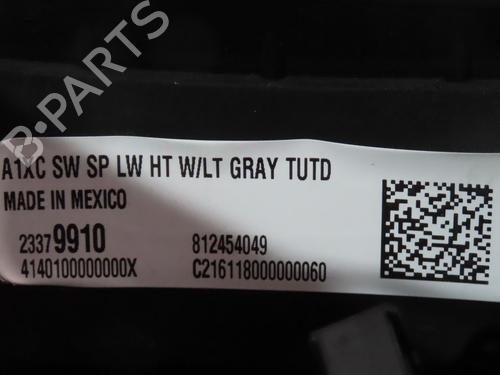 B-PARTS
A1XC SW SP LW HT W/LT GRAY TUTD
MADE IN MEXICO
23379910 812454049
4140100000000X C216118000000060